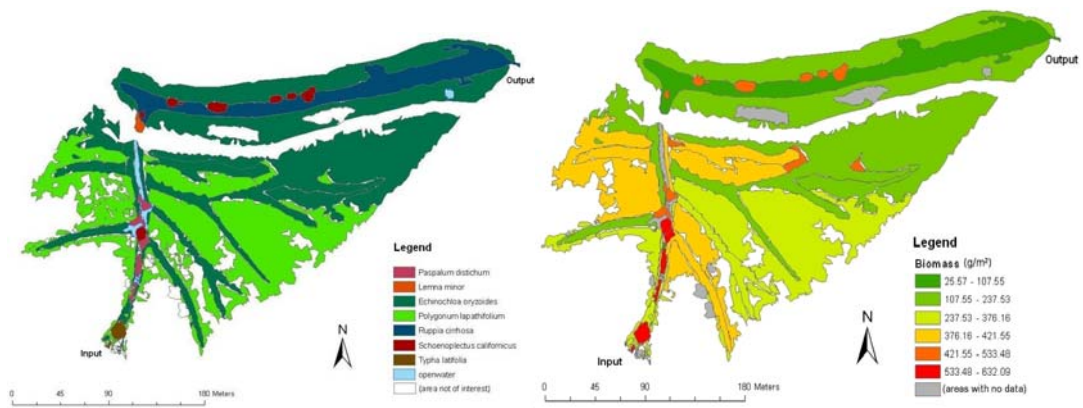 Output
Input
Legend
Paspalum distichum
Lemna minor
Echinochloa oryzoides
Polygonum lapathifolium
Ruppia cirrhosa
Schoenoplectus californicus
Typha latifolia
openwater
(area not of interest)
N
0 45 90 180 Meters
Output
Input
Legend
Biomass (g/m²)
25.57 - 107.55
107.55 - 237.53
237.53 - 376.16
376.16 - 421.55
421.55 - 533.48
533.48 - 632.09
(areas with no data)
N
0 45 90 180 Meters